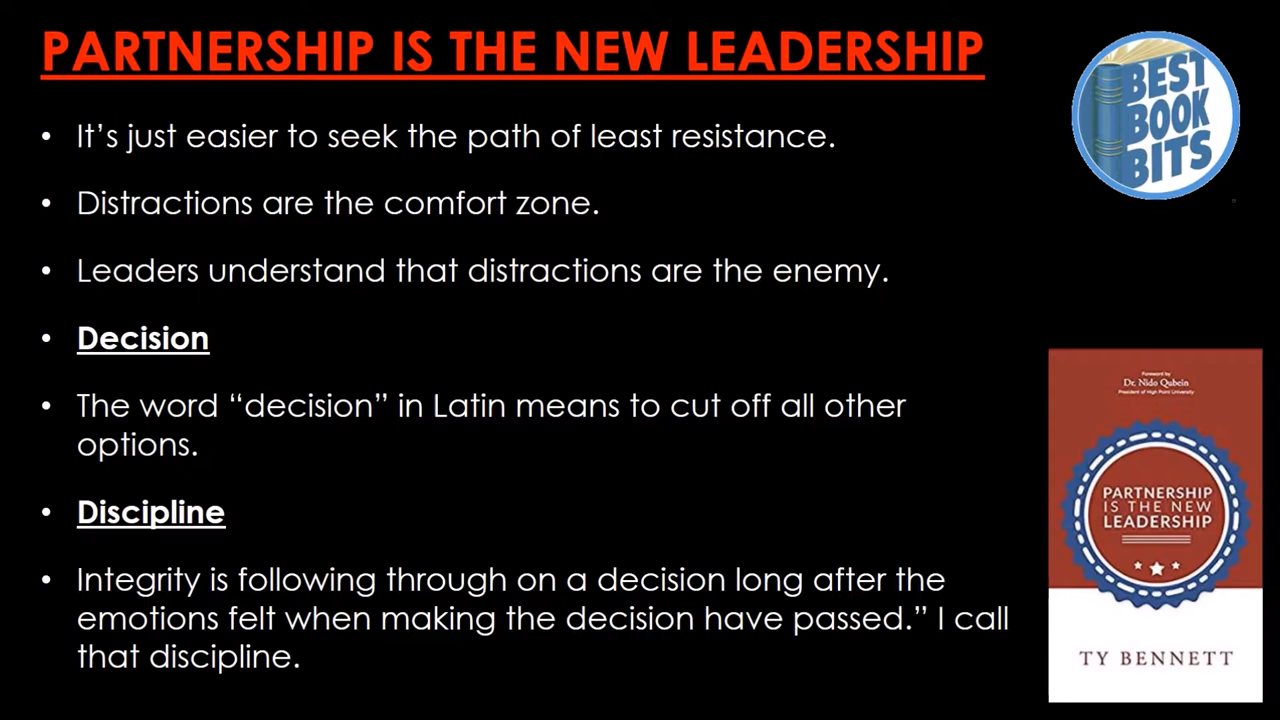 PARTNERSHIP IS THE NEW LEADERSHIP
• It’s just easier to seek the path of least resistance.
• Distractions are the comfort zone.
• Leaders understand that distractions are the enemy.
• Decision
• The word “decision” in Latin means to cut off all other
options.
• Discipline
• Integrity is following through on a decision long after the
emotions felt when making the decision have passed.” I call
that discipline.
BEST
BOOK
BITS
Foreword by
Dr. Nido Qubein
President of High Point University
PARTNERSHIP
IS THE NEW
LEADERSHIP
TY BENNETT